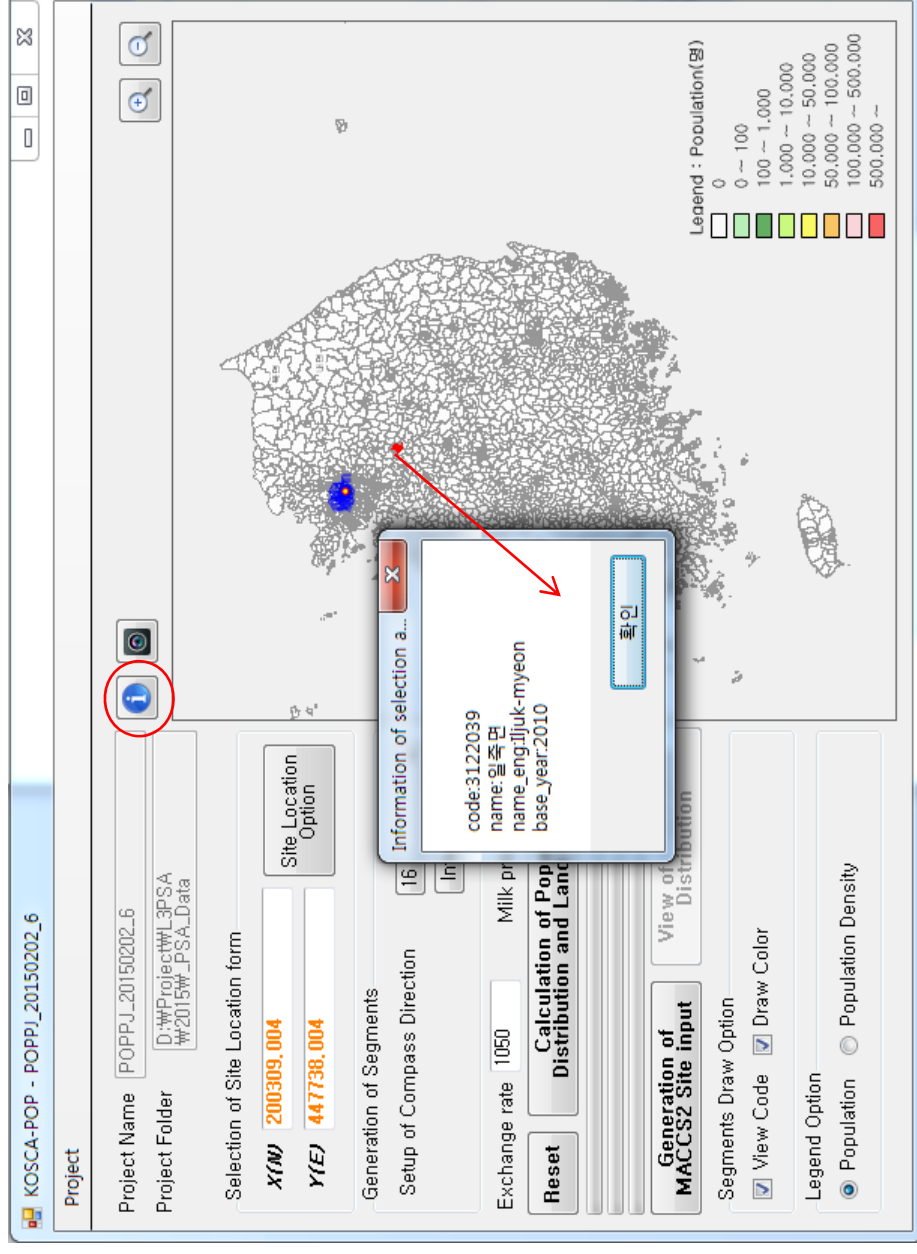 KOSCA-POP - POPPJ_20150202_6
Project
Project Name POPPJ_20150202_6
Project Folder D:₩Project₩L3PSA
₩2015₩_PSA_Data
Selection of Site Location form
X(N) 200309.004
Y(E) 447738.004
Site Location
Option
Generation of Segments
Setup of Compass Direction 16
Exchange rate 1050 Milk pr
Reset
Calculation of Pop
Distribution and Land
Generation of
MACCS2 Site input
View of
Distribution
Segments Draw Option
View Code Draw Color
Legend Option
Population Population Density
Information of selection a...
code:3122039
name:일죽면
name_eng:Iljuk-myeon
base_year:2010
확인
Legend : Population(명)
0
0 ~ 100
100 ~ 1.000
1.000 ~ 10.000
10.000 ~ 50.000
50.000 ~ 100.000
100.000 ~ 500.000
500.000 ~